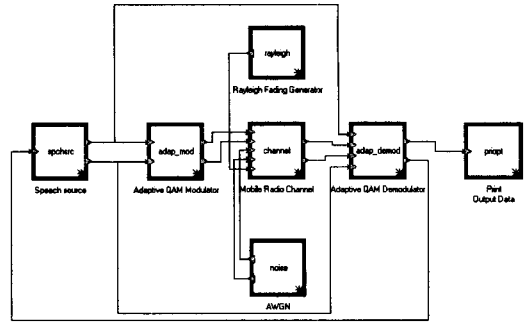 rayleigh
Rayleigh Fading Generator
spchsrc
Speech source
adap_mod
Adaptive QAM Modulator
channel
Mobile Radio Channel
adap_demod
Adaptive QAM Demodulator
priopt
Print
Output Data
noise
AWGN